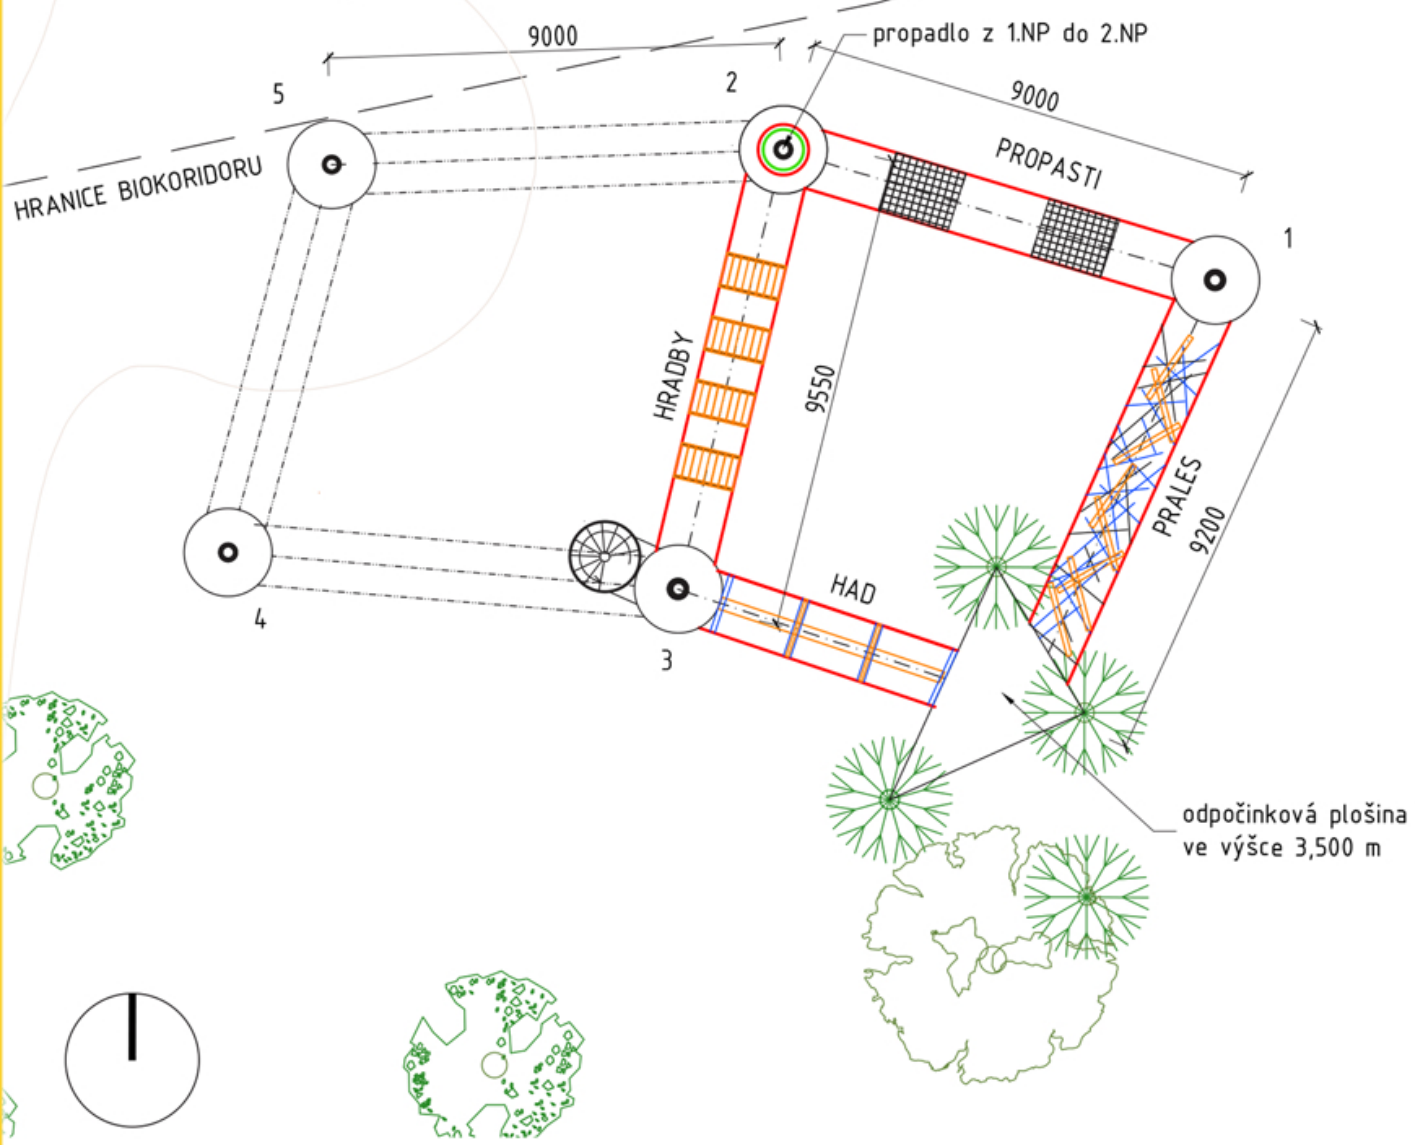 9000
propadlo z 1.NP do 2.NP
2
5
9000
PROPASTI
HRANICE BIOKORIDORU
1
HRADBY
9550
PRALES
9200
HAD
4
3
odpočinková plošina
ve výšce 3,500 m